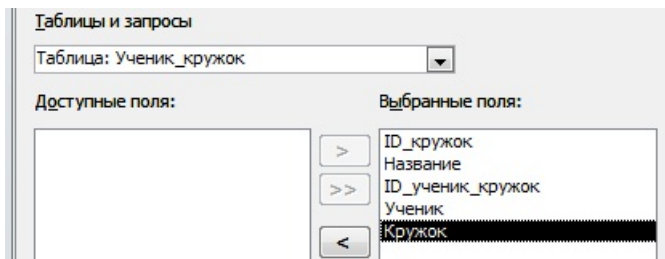 Таблицы и запросы
Таблица: Ученик_кружок
Доступные поля:
Выбранные поля:
>
>>
<
ID_кружок
Название
ID_ученик_кружок
Ученик
Кружок